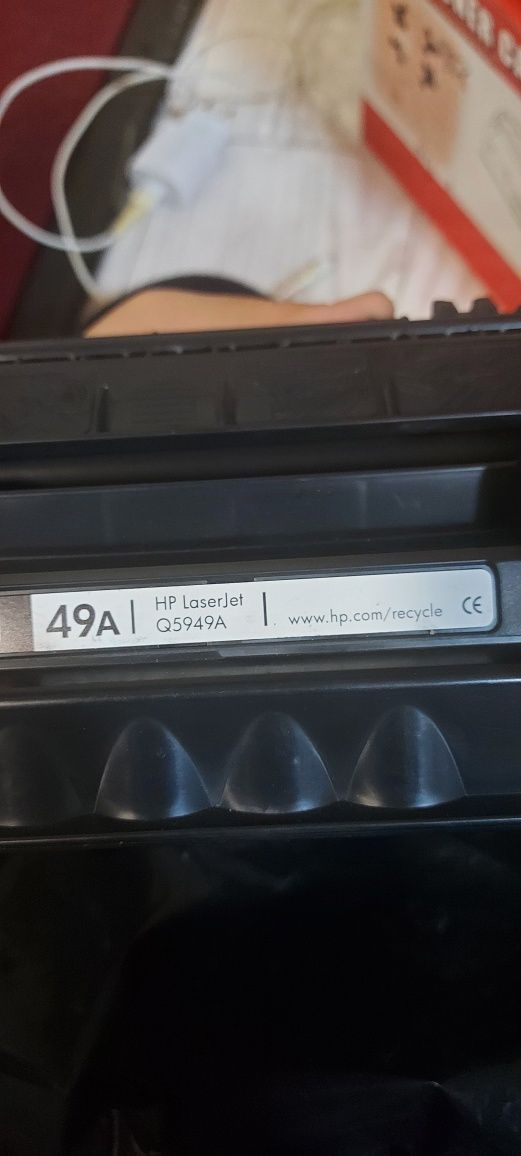 49A | HP LaserJet
Q5949A | www.hp.com/recycle CE